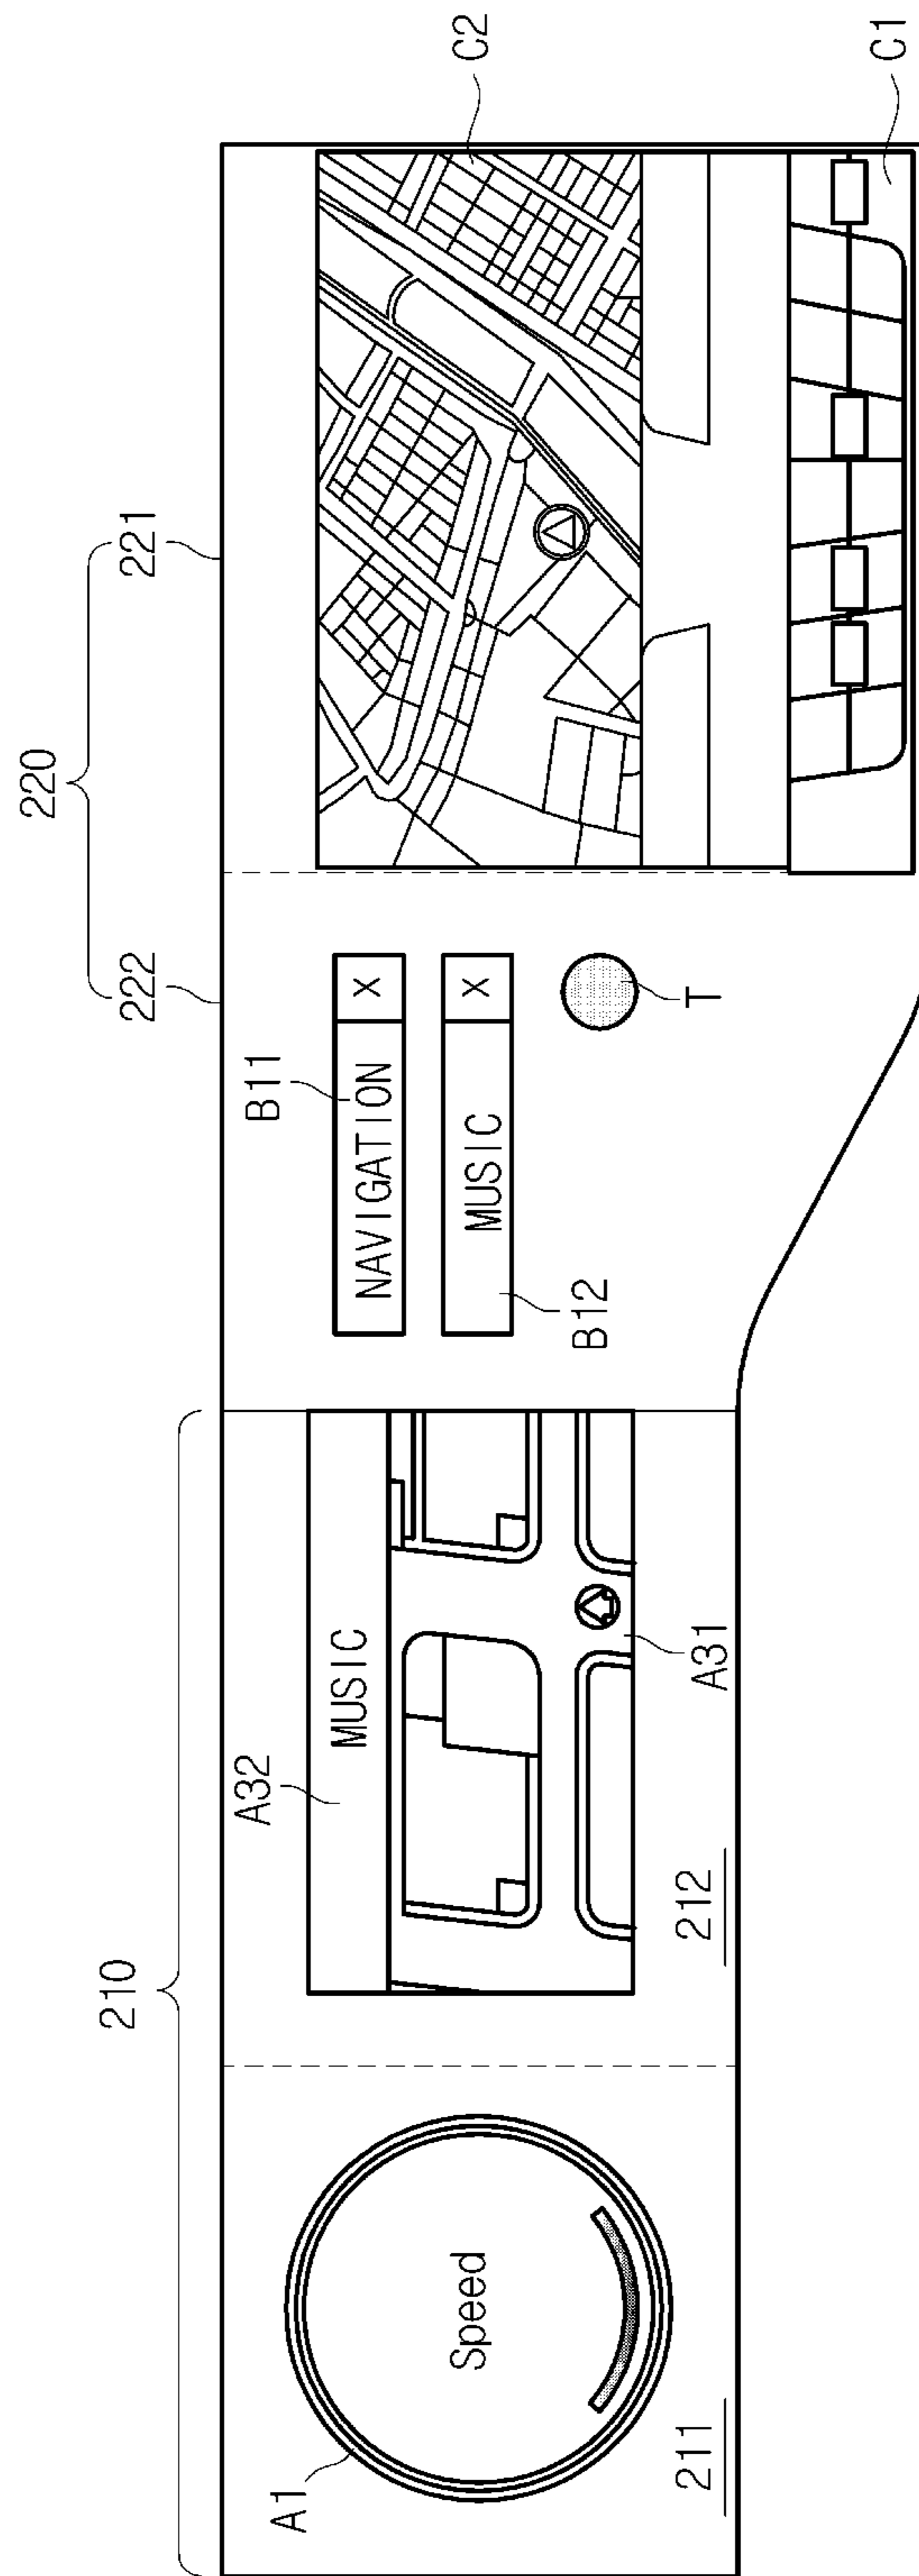 220
210
222
221
B11
A32
A1
NAVIGATION
X
MUSIC
X
MUSIC
B12
T
Speed
A31
211
212
C2
C1